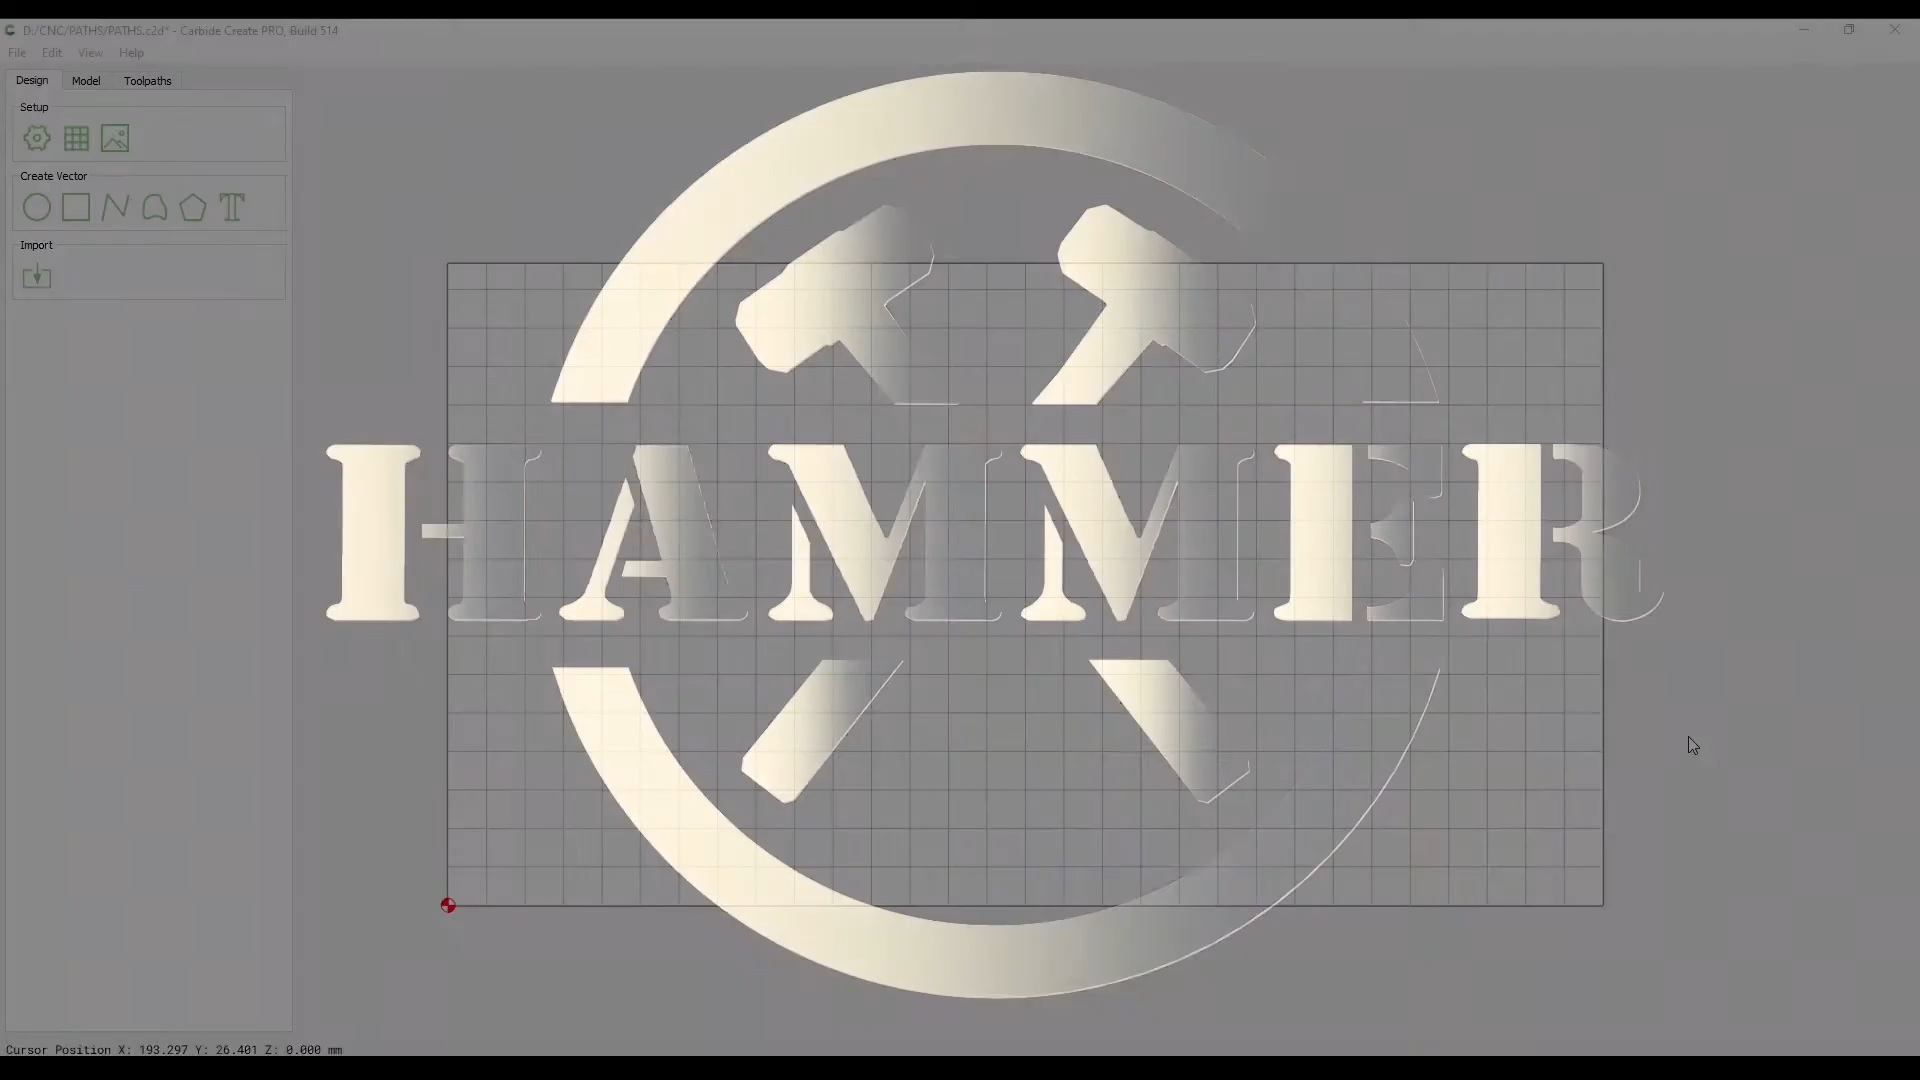 D:/CNC/PATHS/PATHS.c2d* - Carbide Create PRO, Build 514
File Edit View Help
Design Model Toolpaths
Setup
Create Vector
Import
HAMMER
Cursor Position X: 193.297 Y: 26.401 Z: 0.000 mm